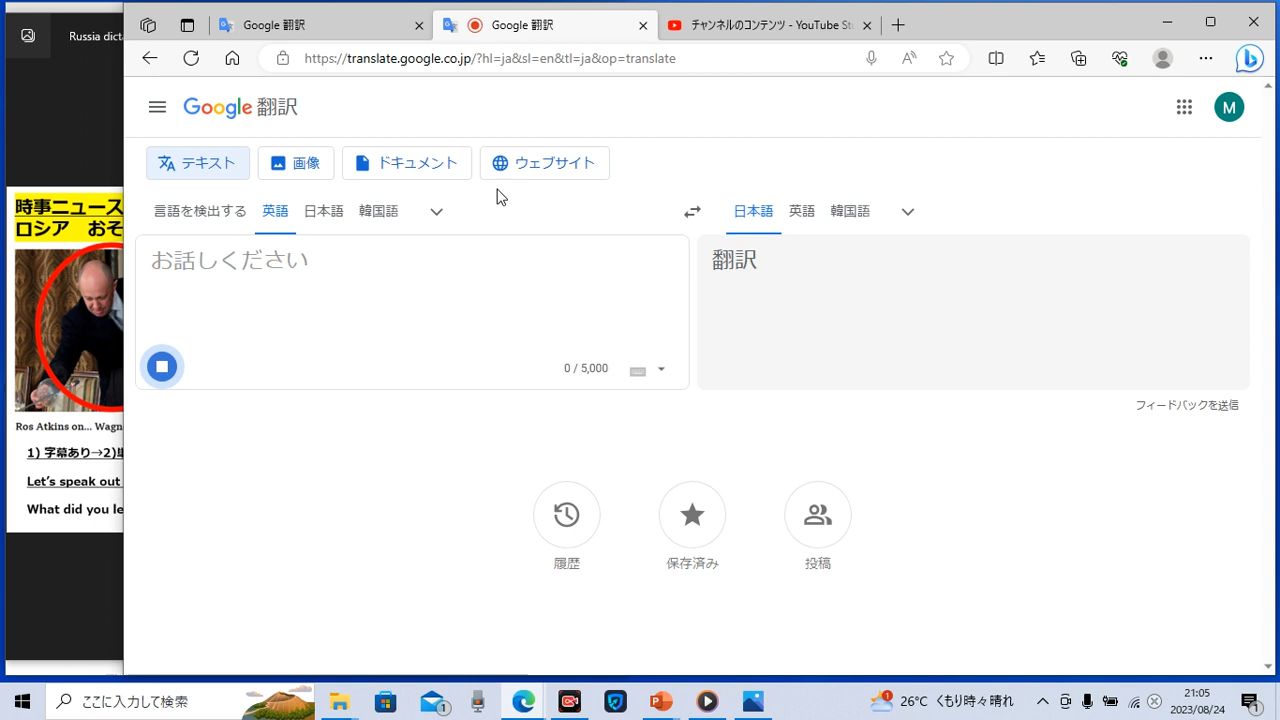 Russia dict
Google 翻訳
Google 翻訳
チャンネルのコンテンツ - YouTube St
https://translate.google.co.jp/?hl=ja&sl=en&tl=ja&op=translate
Google 翻訳
M
テキスト
画像
ドキュメント
ウェブサイト
言語を検出する
英語
日本語
韓国語
日本語
英語
韓国語
お話しください
翻訳
0 / 5,000
フィードバックを送信
履歴
保存済み
投稿
時事ニュース
ロシア おそ
Ros Atkins on... Wagn
1) 字幕あり→2)
Let's speak out
What did you le
ここに入力して検索
1
1
26°C くもり時々晴れ
21:05
2023/08/24
1